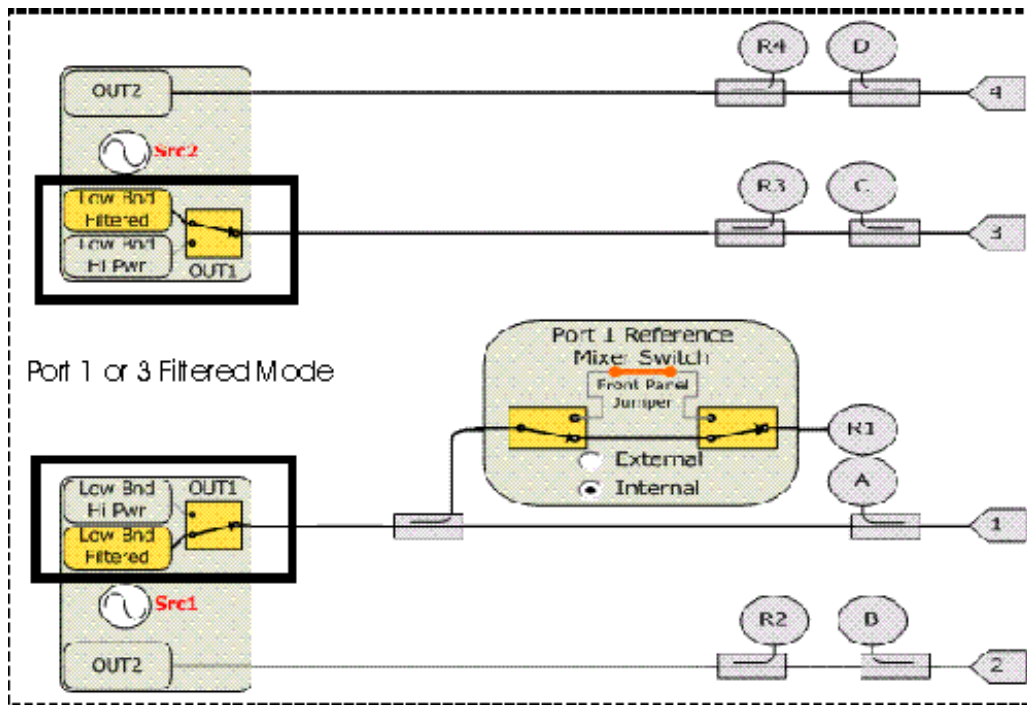 R4
D
OUT2
4
Src2
Low Bnd
Filtered
R3
C
Low Bnd
Hi Pwr
OUT1
3
Port 1 Reference
Mixer Switch
Front Panel
Jumper
Port 1 or 3 Filtered Mode
R1
External
Internal
A
Low Bnd
Hi Pwr
OUT1
Low Bnd
Filtered
1
Src1
R2
B
OUT2
2